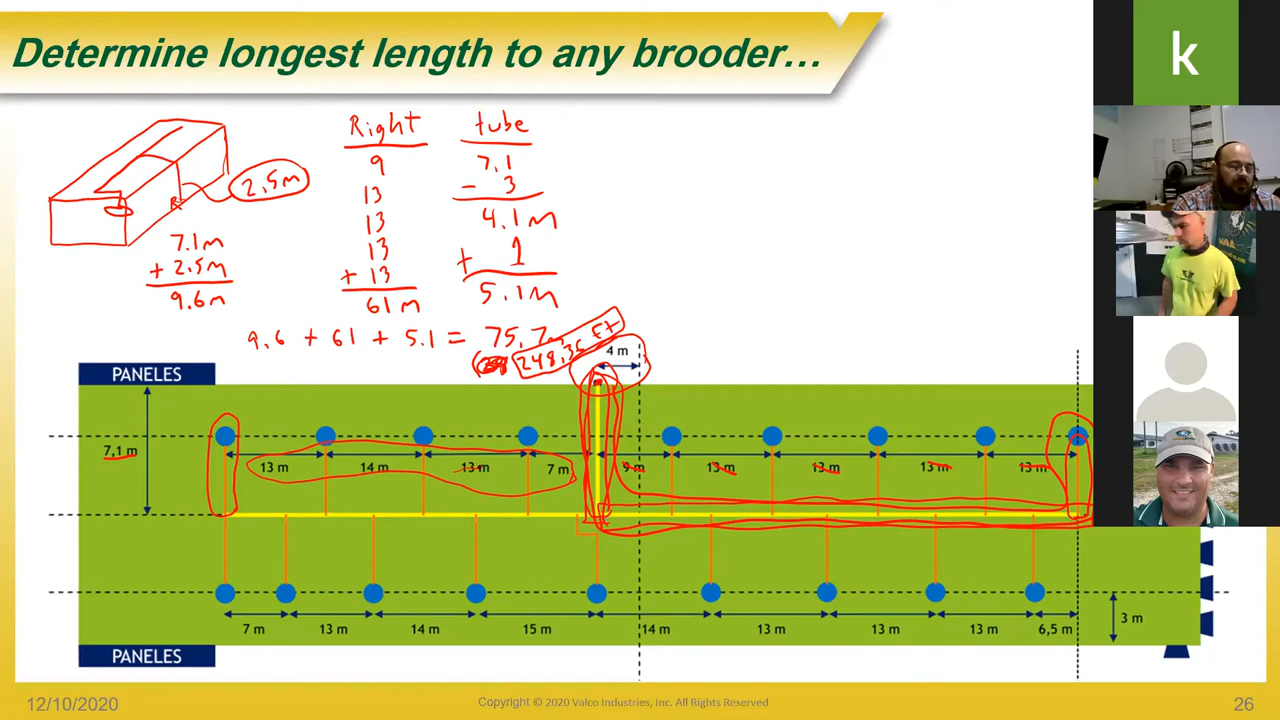 Determine longest length to any brooder...
k
Right
9
13
13
13
+ 13
61 m
tube
7.1
- 3
4.1 m
+ 1
5.1 m
2,5m
7.1m
+ 2.5m
9.6m
9.6 + 61 + 5.1 = 75.7
248,36 Ft
4 m
PANELES
7,1 m
13 m
14 m
13 m
7 m
9 m
13 m
13 m
13 m
13 m
7 m
13 m
14 m
15 m
14 m
13 m
13 m
13 m
6,5 m
3 m
PANELES
12/10/2020
Copyright © 2020 Valco Industries, Inc. All Rights Reserved
26